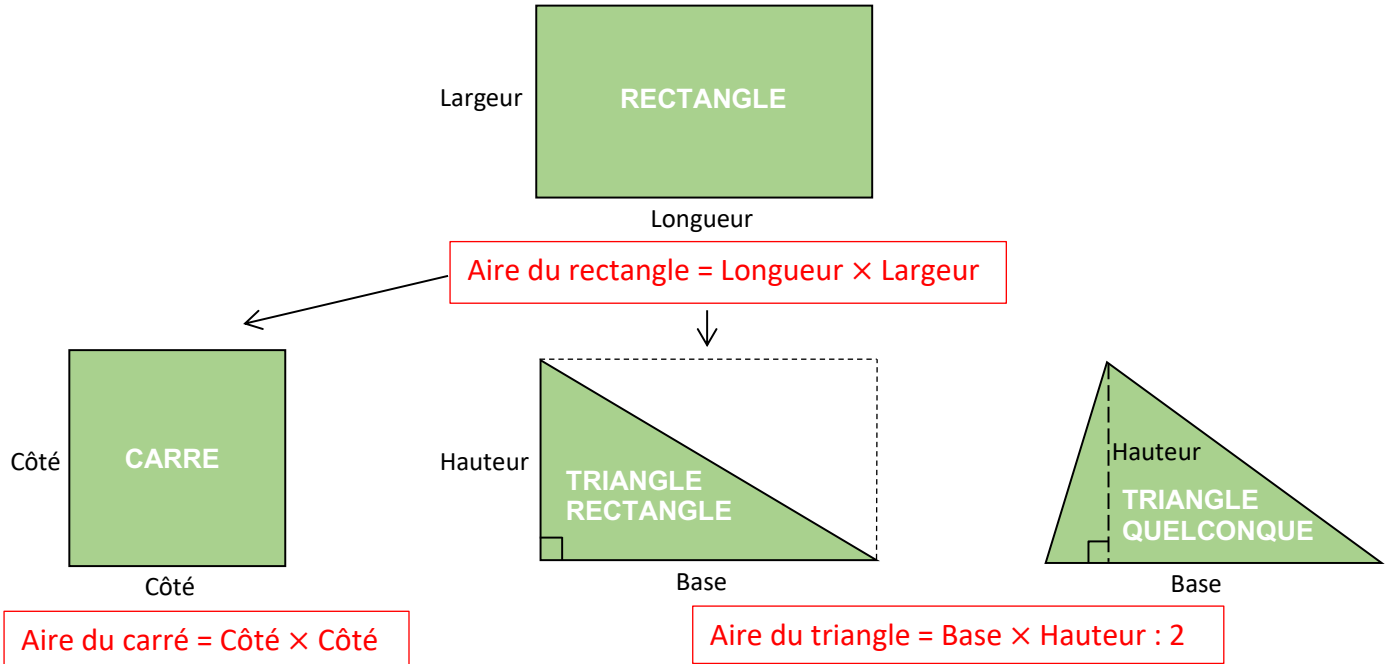 Largeur
RECTANGLE
Longueur
Aire du rectangle = Longueur × Largeur
Côté
CARRE
Côté
Aire du carré = Côté × Côté
Hauteur
TRIANGLE
RECTANGLE
Base
Hauteur
TRIANGLE
QUELCONQUE
Base
Aire du triangle = Base × Hauteur : 2